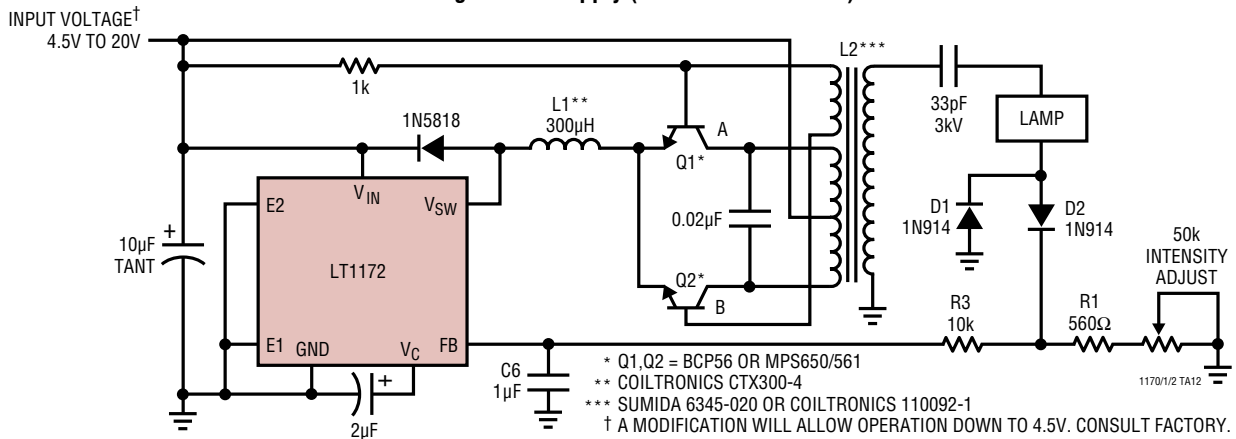 INPUT VOLTAGE†
4.5V TO 20V
1k
1N5818
L1**
300µH
A
Q1*
L2***
33pF
3kV
LAMP
E2
VIN
VSW
0.02µF
D1
1N914
D2
1N914
50k
INTENSITY
ADJUST
+
10µF
TANT
LT1172
Q2*
B
R3
10k
R1
560Ω
E1
GND
VC
FB
+
2µF
C6
1µF
* Q1,Q2 = BCP56 OR MPS650/561
** COILTRONICS CTX300-4
*** SUMIDA 6345-020 OR COILTRONICS 110092-1
† A MODIFICATION WILL ALLOW OPERATION DOWN TO 4.5V. CONSULT FACTORY.
1170/1/2 TA12